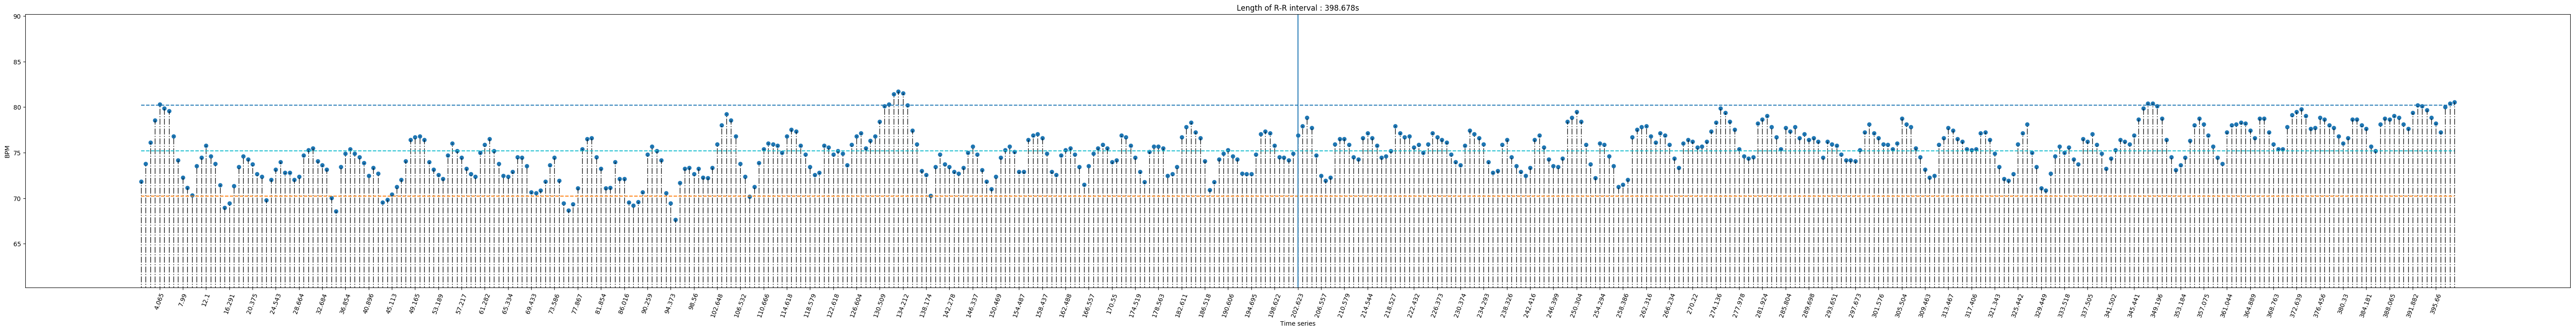 Length of R-R interval : 398.678s
90
85
80
75
70
65
BPM
4.065 7.99 12.1 16.291 20.375 24.543 28.664 32.684 36.854 40.896 45.113 49.165 53.189 57.217 61.282 65.334 69.433 73.586 77.867 81.854 86.016 90.259 94.373 98.56 102.648 106.532 110.666 114.618 118.579 122.618 126.604 130.509 134.212 138.174 142.278 146.337 150.469 154.487 158.437 162.488 166.557 170.55 174.519 178.563 182.611 186.518 190.606 194.695 198.622 202.623 206.557 210.579 214.544 218.527 222.432 226.373 230.374 234.293 238.326 242.416 246.399 250.304 254.294 258.386 262.316 266.234 270.22 274.136 277.978 281.924 285.774 289.698 293.651 297.673 301.576 305.504 309.463 313.467 317.406 321.343 325.442 329.449 333.518 337.505 341.502 345.441 349.196 353.184 357.075 361.044 364.889 368.763 372.639 376.456 380.33 384.181 388.065 391.882 395.66
Time series